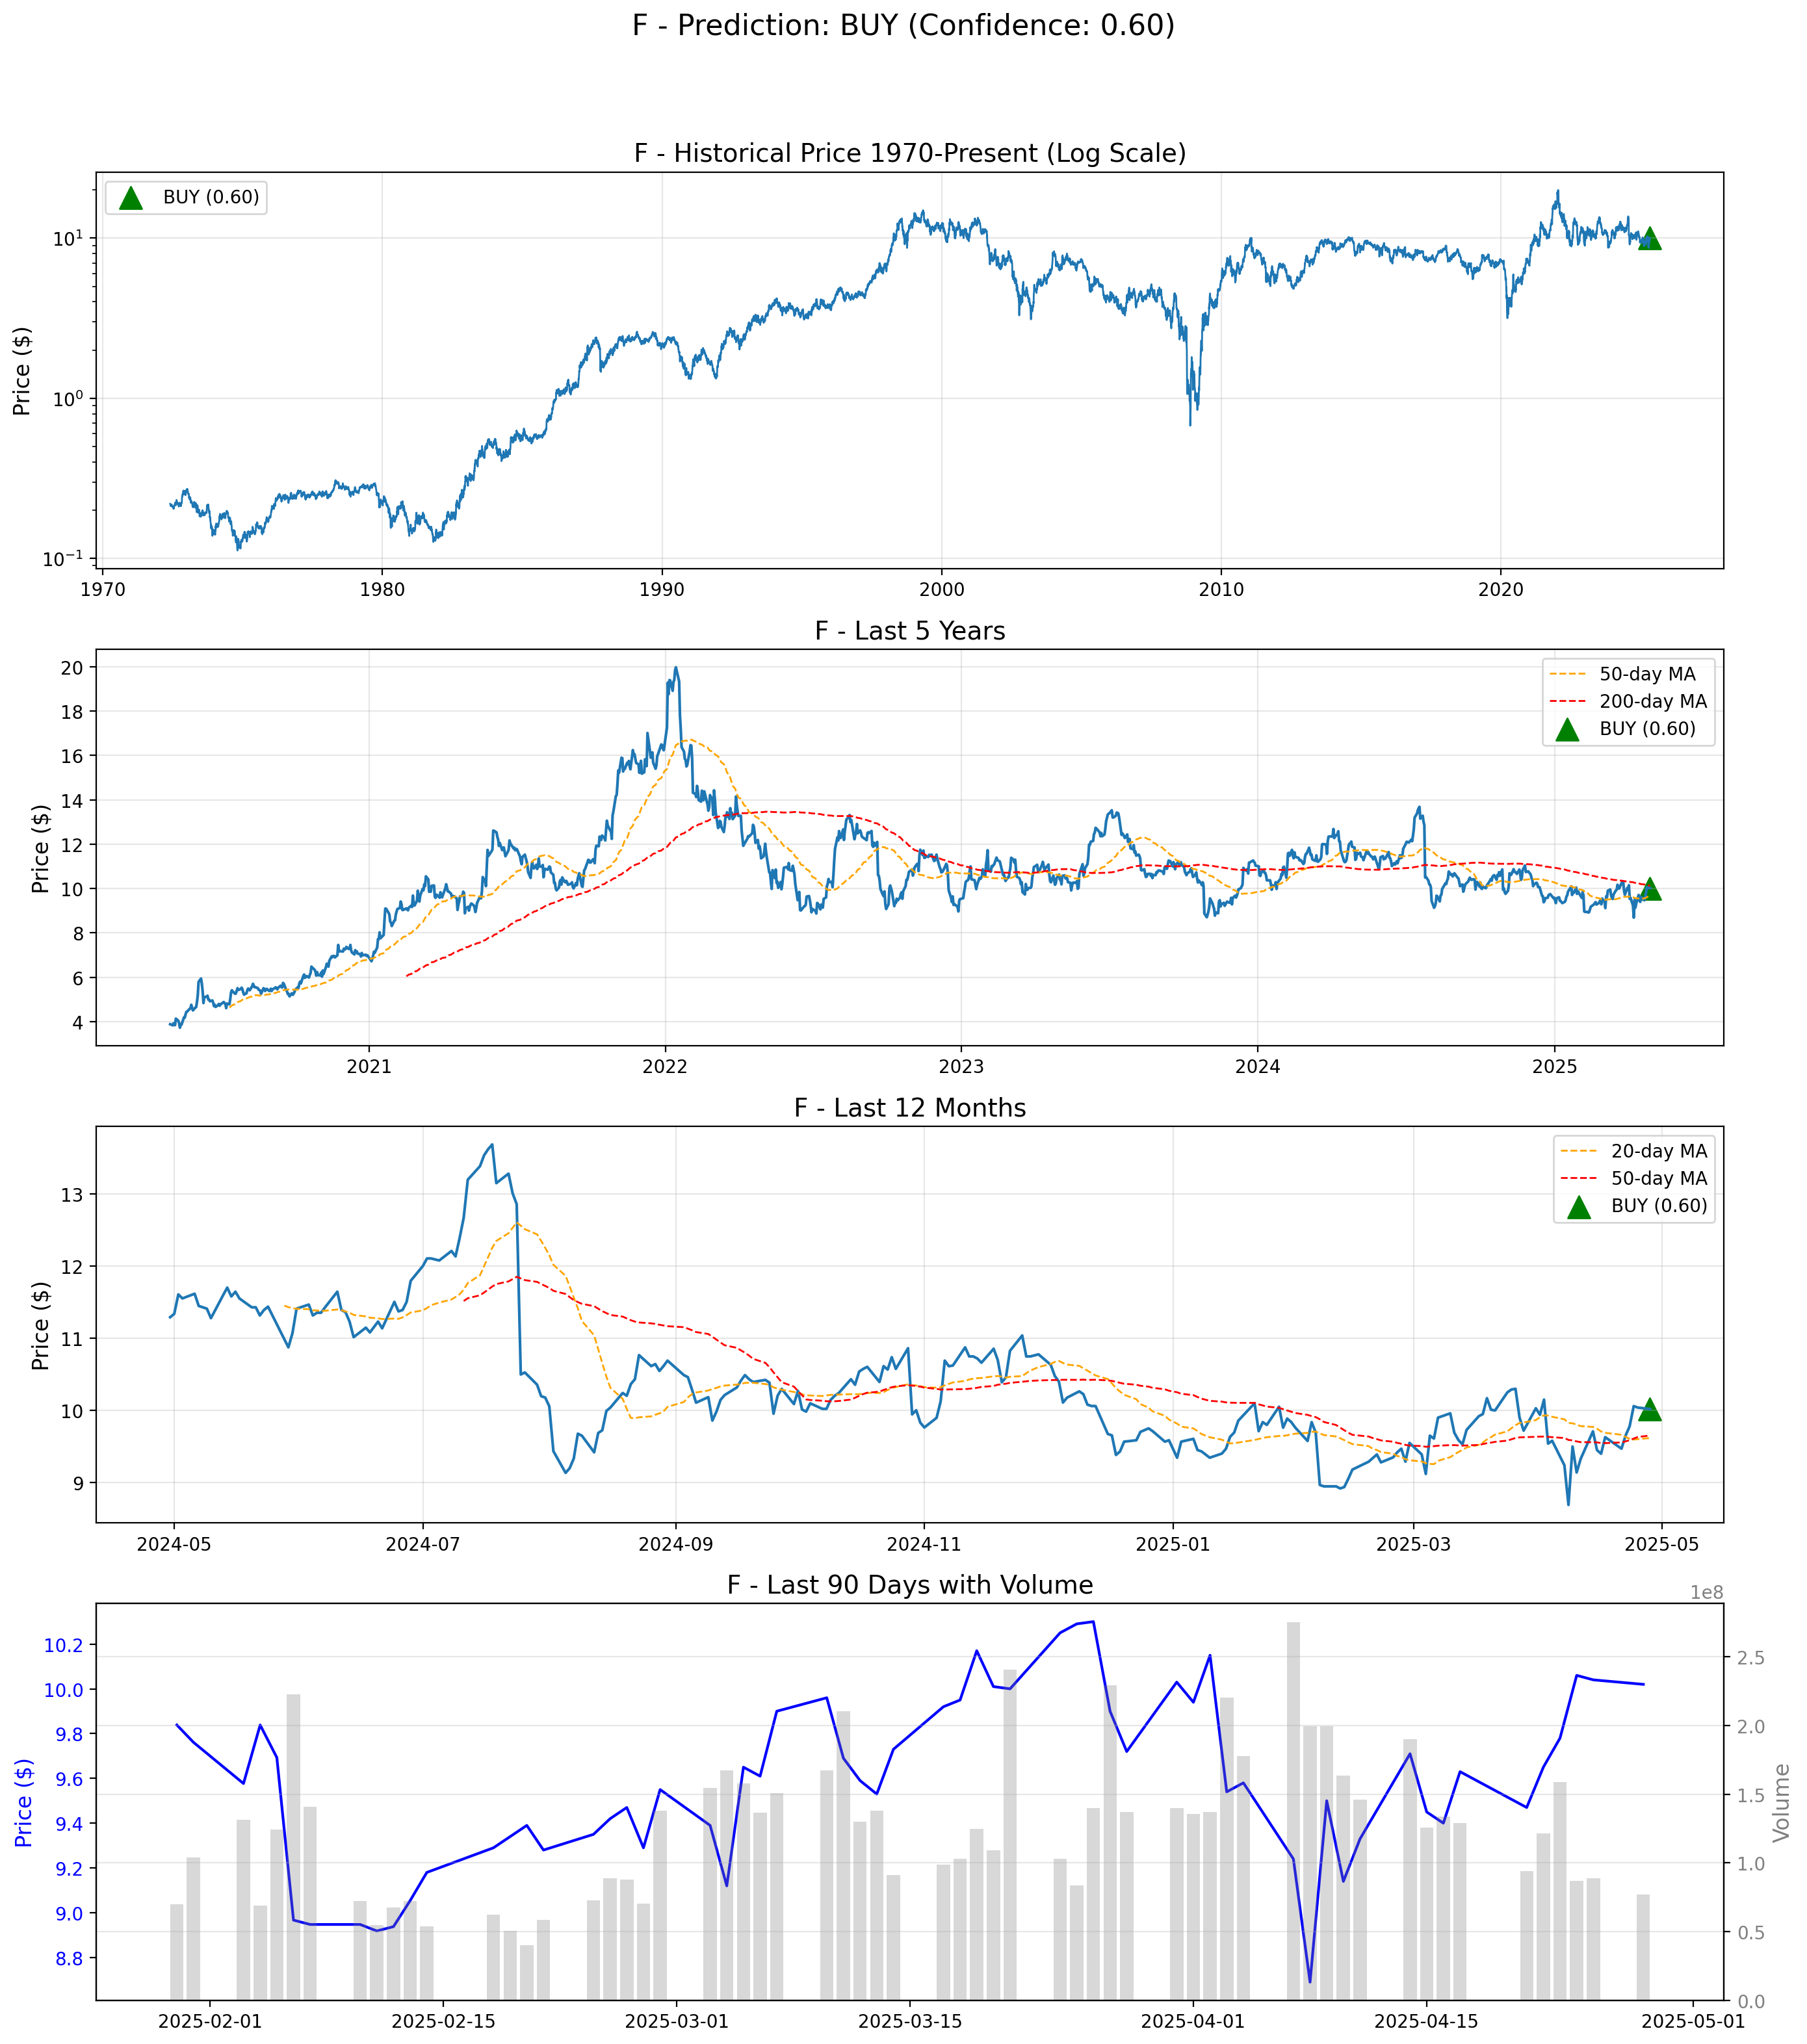 F - Prediction: BUY (Confidence: 0.60)
F - Historical Price 1970-Present (Log Scale)
BUY (0.60)
Price ($)
10¹
10⁰
10⁻¹
1970 1980 1990 2000 2010 2020
F - Last 5 Years
50-day MA
200-day MA
BUY (0.60)
Price ($)
20
18
16
14
12
10
8
6
4
2021 2022 2023 2024 2025
F - Last 12 Months
20-day MA
50-day MA
BUY (0.60)
Price ($)
13
12
11
10
9
2024-05 2024-07 2024-09 2024-11 2025-01 2025-03 2025-05
F - Last 90 Days with Volume
1e8
Price ($)
10.2
10.0
9.8
9.6
9.4
9.2
9.0
8.8
2.5
2.0
1.5
1.0
0.5
0.0
Volume
2025-02-01 2025-02-15 2025-03-01 2025-03-15 2025-04-01 2025-04-15 2025-05-01